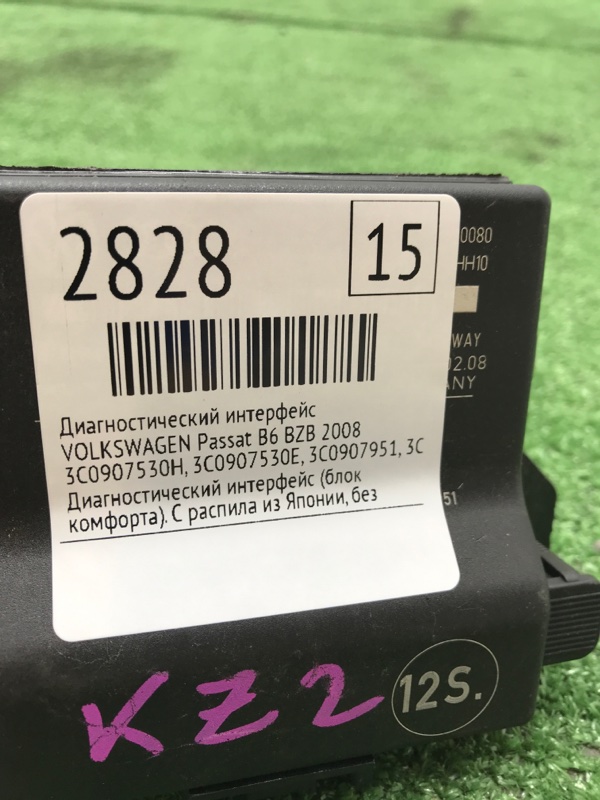 2828
15
0080
HH10
WAY
02.08
ANY
Диагностический интерфейс
VOLKSWAGEN Passat B6 BZB 2008
3C0907530H, 3C0907530E, 3C0907951, 3C
Диагностический интерфейс (блок
комфорта). С распила из Японии, без
51
KZ2
12S.